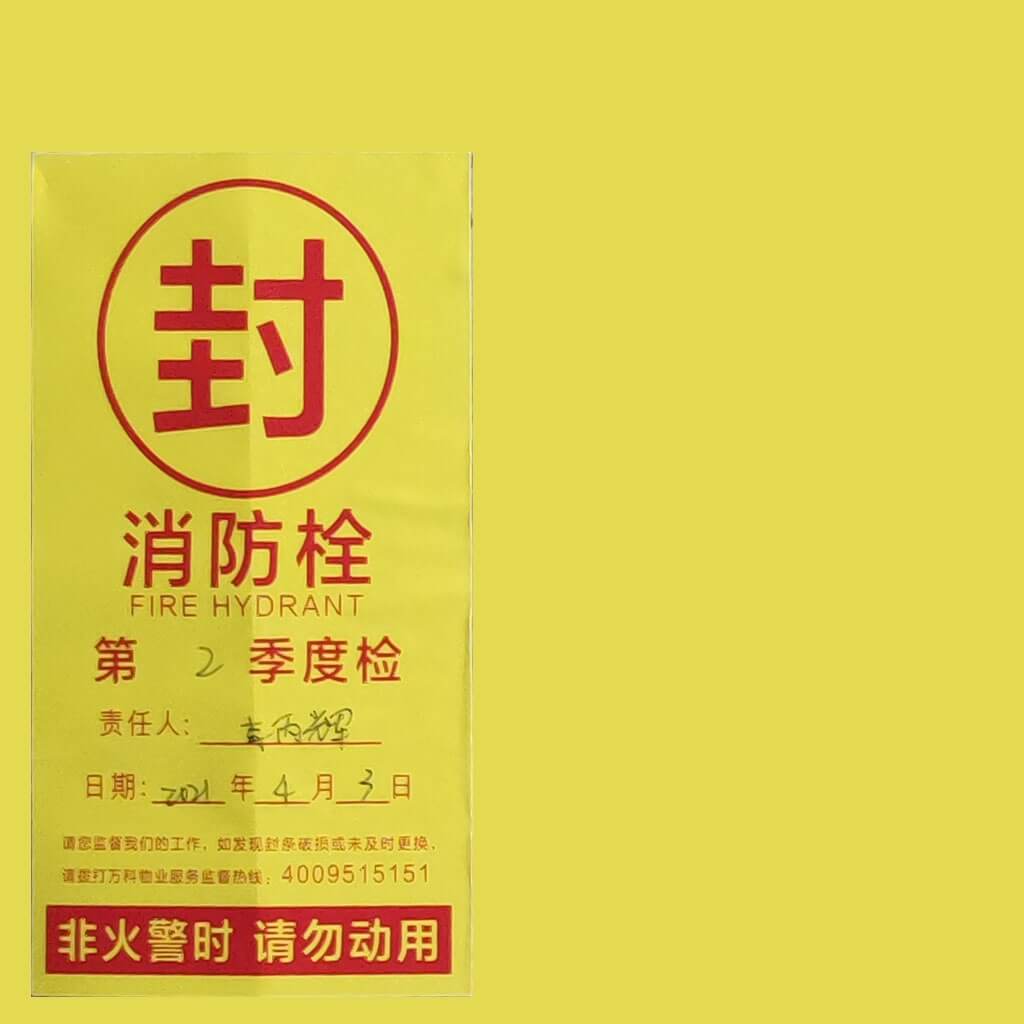 封
消防栓
FIRE HYDRANT
第 2 季度检
责任人: 袁丙辉
日期: 2021 年 4 月 3 日
请您监督我们的工作，如发现封条破损或未及时更换，
请拨打万科物业服务监督热线：4009515151
非火警时 请勿动用